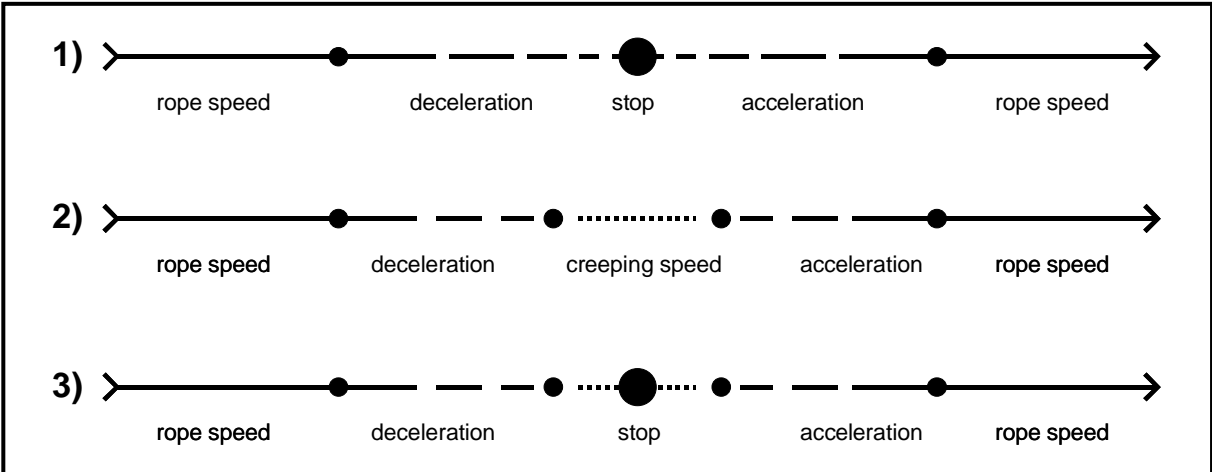 1)
rope speed deceleration stop acceleration rope speed
2)
rope speed deceleration creeping speed acceleration rope speed
3)
rope speed deceleration stop acceleration rope speed